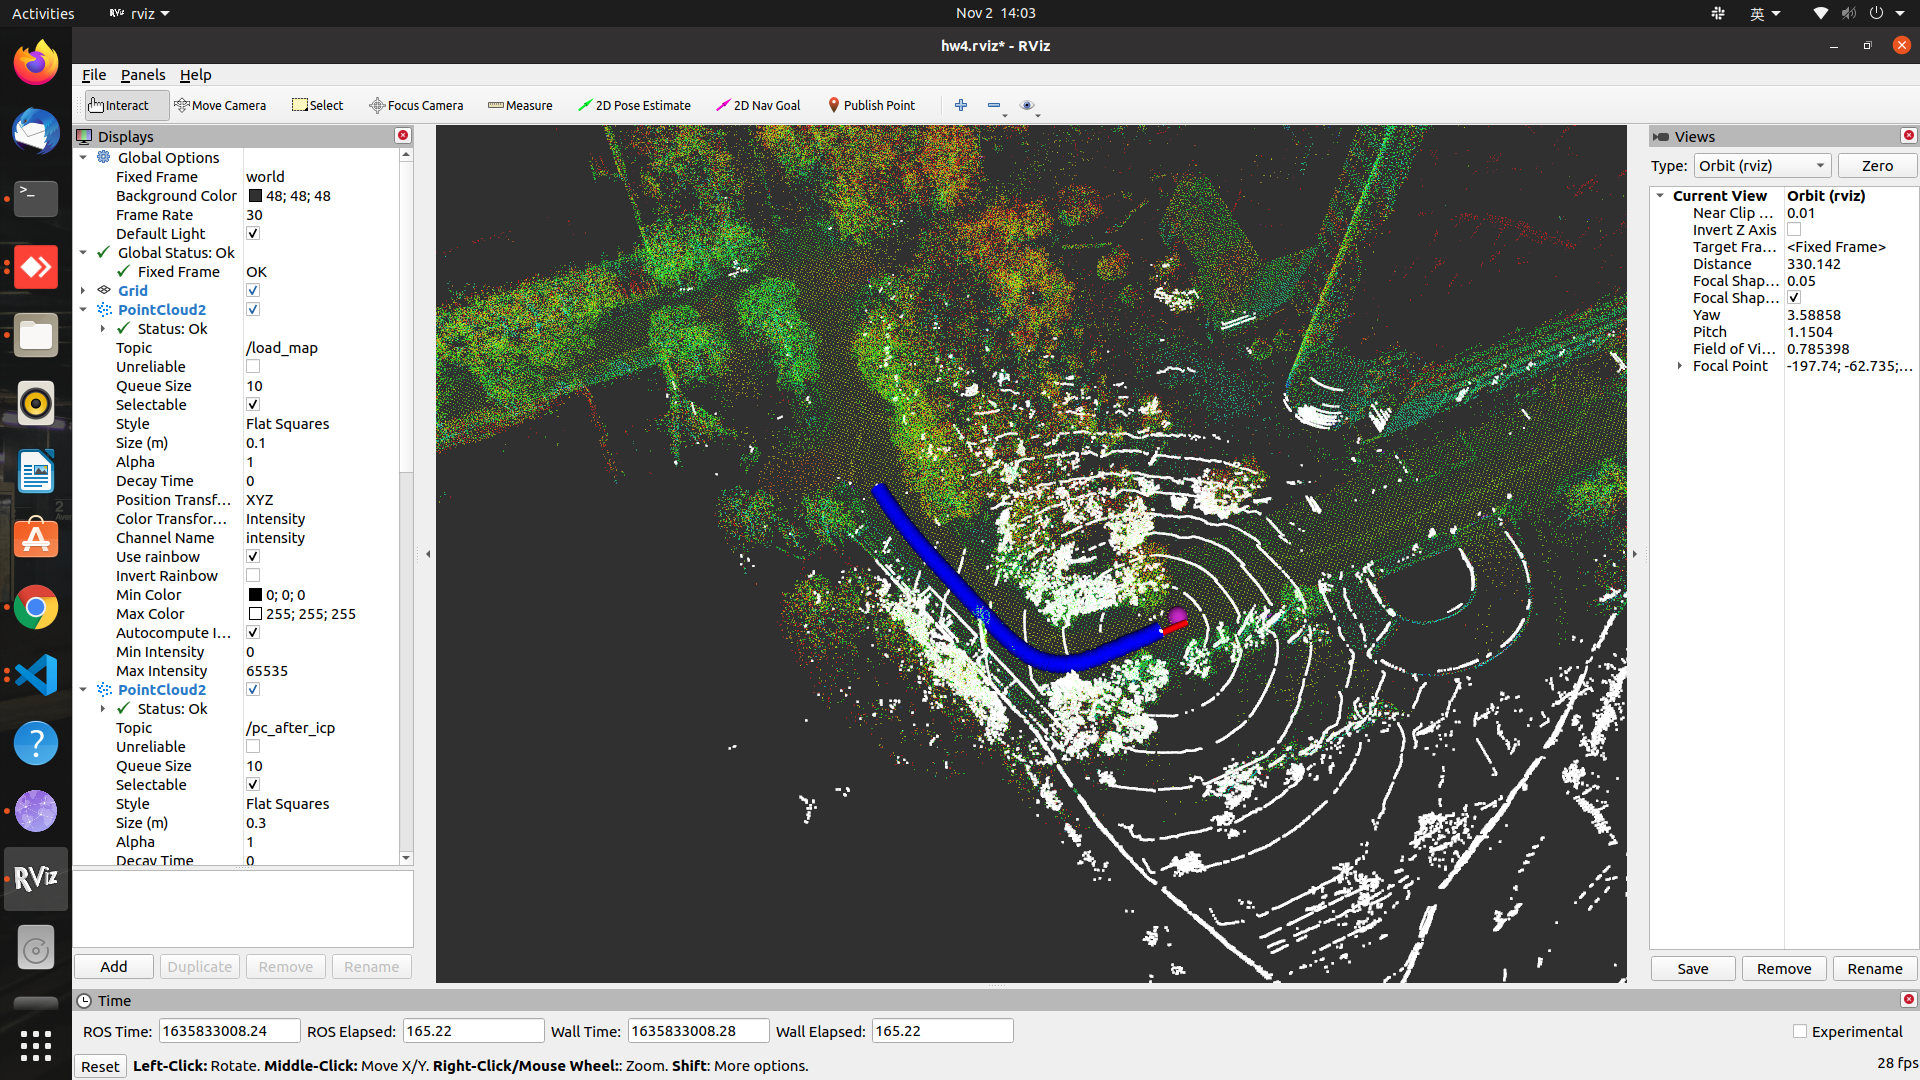 Activities
RViz rviz
Nov 2 14:03
英
hw4.rviz* - RViz
File Panels Help
Interact Move Camera Select Focus Camera Measure 2D Pose Estimate 2D Nav Goal Publish Point
Displays
Global Options
Fixed Frame world
Background Color 48; 48; 48
Frame Rate 30
Default Light
Global Status: Ok
Fixed Frame OK
Grid
PointCloud2
Status: Ok
Topic /load_map
Unreliable
Queue Size 10
Selectable
Style Flat Squares
Size (m) 0.1
Alpha 1
Decay Time 0
Position Transf... XYZ
Color Transfor... Intensity
Channel Name intensity
Use rainbow
Invert Rainbow
Min Color 0; 0; 0
Max Color 255; 255; 255
Autocompute I...
Min Intensity 0
Max Intensity 65535
PointCloud2
Status: Ok
Topic /pc_after_icp
Unreliable
Queue Size 10
Selectable
Style Flat Squares
Size (m) 0.3
Alpha 1
Decay Time 0
Add Duplicate Remove Rename
Views
Type: Orbit (rviz) Zero
Current View Orbit (rviz)
Near Clip ... 0.01
Invert Z Axis
Target Fra... <Fixed Frame>
Distance 330.142
Focal Shap... 0.05
Focal Shap...
Yaw 3.58858
Pitch 1.1504
Field of Vi... 0.785398
Focal Point -197.74; -62.735;...
Save Remove Rename
RViz
Time
ROS Time: 1635833008.24 ROS Elapsed: 165.22 Wall Time: 1635833008.28 Wall Elapsed: 165.22 Experimental
Reset Left-Click: Rotate. Middle-Click: Move X/Y. Right-Click/Mouse Wheel:: Zoom. Shift: More options. 28 fps